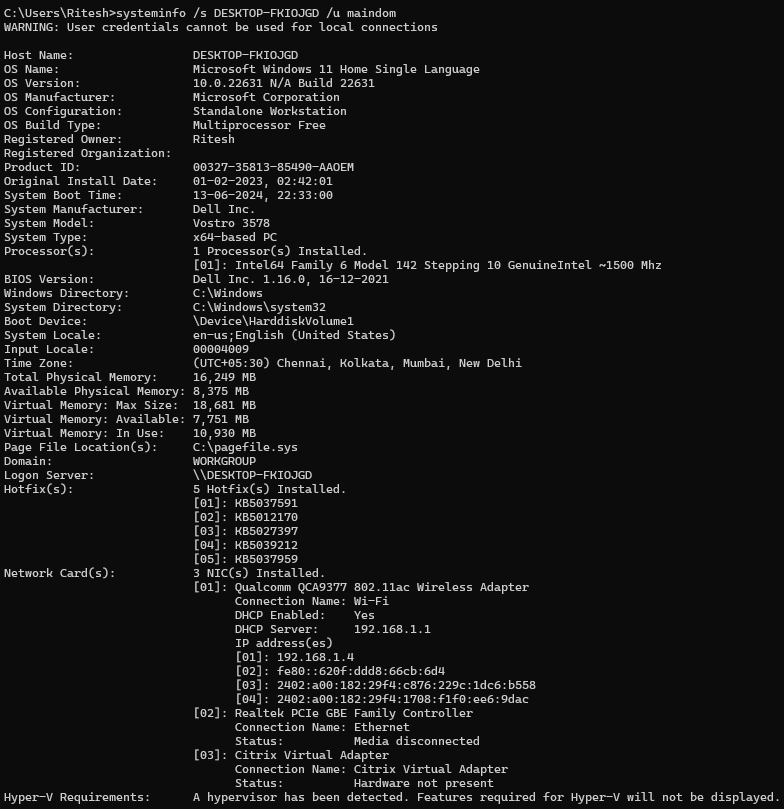 C:\Users\Ritesh>systeminfo /s DESKTOP-FKIOJGD /u maindom
WARNING: User credentials cannot be used for local connections

Host Name:                 DESKTOP-FKIOJGD
OS Name:                   Microsoft Windows 11 Home Single Language
OS Version:                10.0.22631 N/A Build 22631
OS Manufacturer:           Microsoft Corporation
OS Configuration:          Standalone Workstation
OS Build Type:             Multiprocessor Free
Registered Owner:          Ritesh
Registered Organization:
Product ID:                00327-35813-85490-AAOEM
Original Install Date:     01-02-2023, 02:42:01
System Boot Time:          13-06-2024, 22:33:00
System Manufacturer:       Dell Inc.
System Model:              Vostro 3578
System Type:               x64-based PC
Processor(s):              1 Processor(s) Installed.
                           [01]: Intel64 Family 6 Model 142 Stepping 10 GenuineIntel ~1500 Mhz
BIOS Version:              Dell Inc. 1.16.0, 16-12-2021
Windows Directory:         C:\Windows
System Directory:          C:\Windows\system32
Boot Device:               \Device\HarddiskVolume1
System Locale:             en-us;English (United States)
Input Locale:              00004009
Time Zone:                 (UTC+05:30) Chennai, Kolkata, Mumbai, New Delhi
Total Physical Memory:     16,249 MB
Available Physical Memory: 8,375 MB
Virtual Memory: Max Size:  18,681 MB
Virtual Memory: Available: 7,751 MB
Virtual Memory: In Use:    10,930 MB
Page File Location(s):     C:\pagefile.sys
Domain:                    WORKGROUP
Logon Server:              \\DESKTOP-FKIOJGD
Hotfix(s):                 5 Hotfix(s) Installed.
                           [01]: KB5037591
                           [02]: KB5012170
                           [03]: KB5027397
                           [04]: KB5039212
                           [05]: KB5037959
Network Card(s):           3 NIC(s) Installed.
                           [01]: Qualcomm QCA9377 802.11ac Wireless Adapter
                                 Connection Name: Wi-Fi
                                 DHCP Enabled:    Yes
                                 DHCP Server:     192.168.1.1
                                 IP address(es)
                                 [01]: 192.168.1.4
                                 [02]: fe80::620f:ddd8:66cb:6d4
                                 [03]: 2402:a00:182:29f4:c876:229c:1dc6:b558
                                 [04]: 2402:a00:182:29f4:1708:f1f0:ee6:9dac
                           [02]: Realtek PCIe GBE Family Controller
                                 Connection Name: Ethernet
                                 Status:          Media disconnected
                           [03]: Citrix Virtual Adapter
                                 Connection Name: Citrix Virtual Adapter
                                 Status:          Hardware not present
Hyper-V Requirements:      A hypervisor has been detected. Features required for Hyper-V will not be displayed.